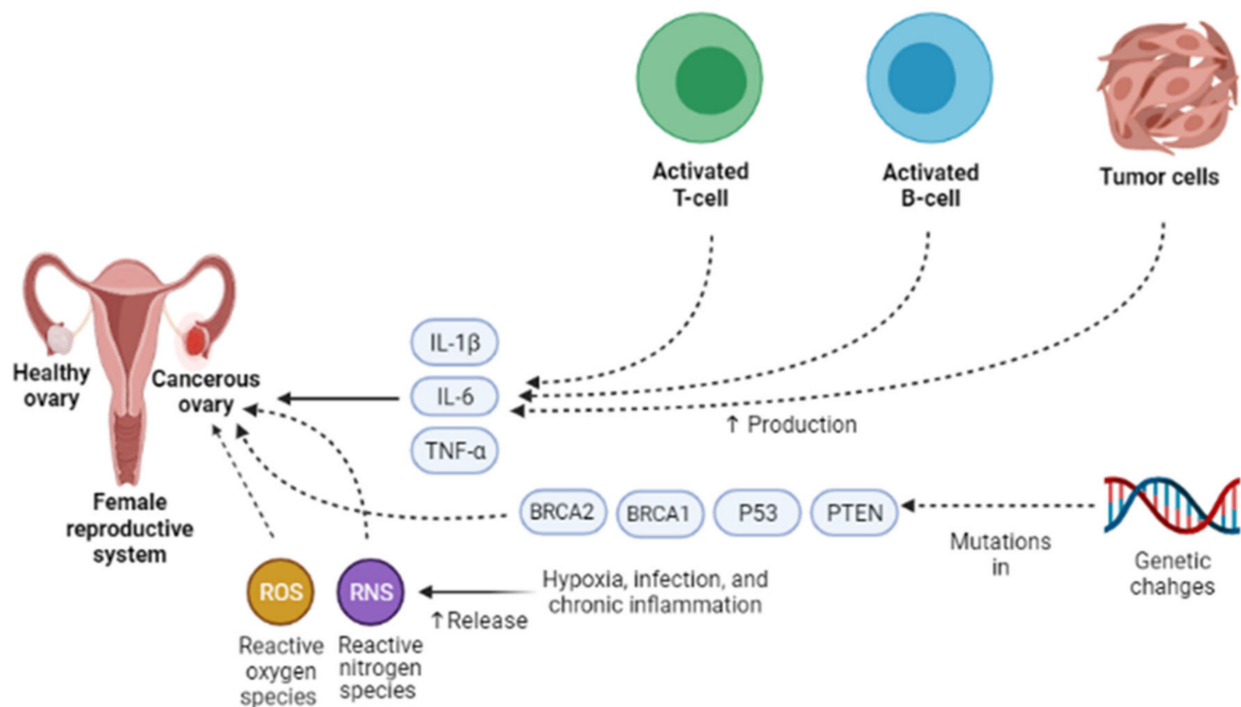 Activated
T-cell
Activated
B-cell
Tumor cells
Healthy
ovary
Cancerous
ovary
Female
reproductive
system
IL-1β
IL-6
TNF-α
↑ Production
BRCA2
BRCA1
P53
PTEN
Mutations
in
Genetic
chahges
ROS
RNS
Hypoxia, infection, and
chronic inflammation
↑Release
Reactive
oxygen
species
Reactive
nitrogen
species